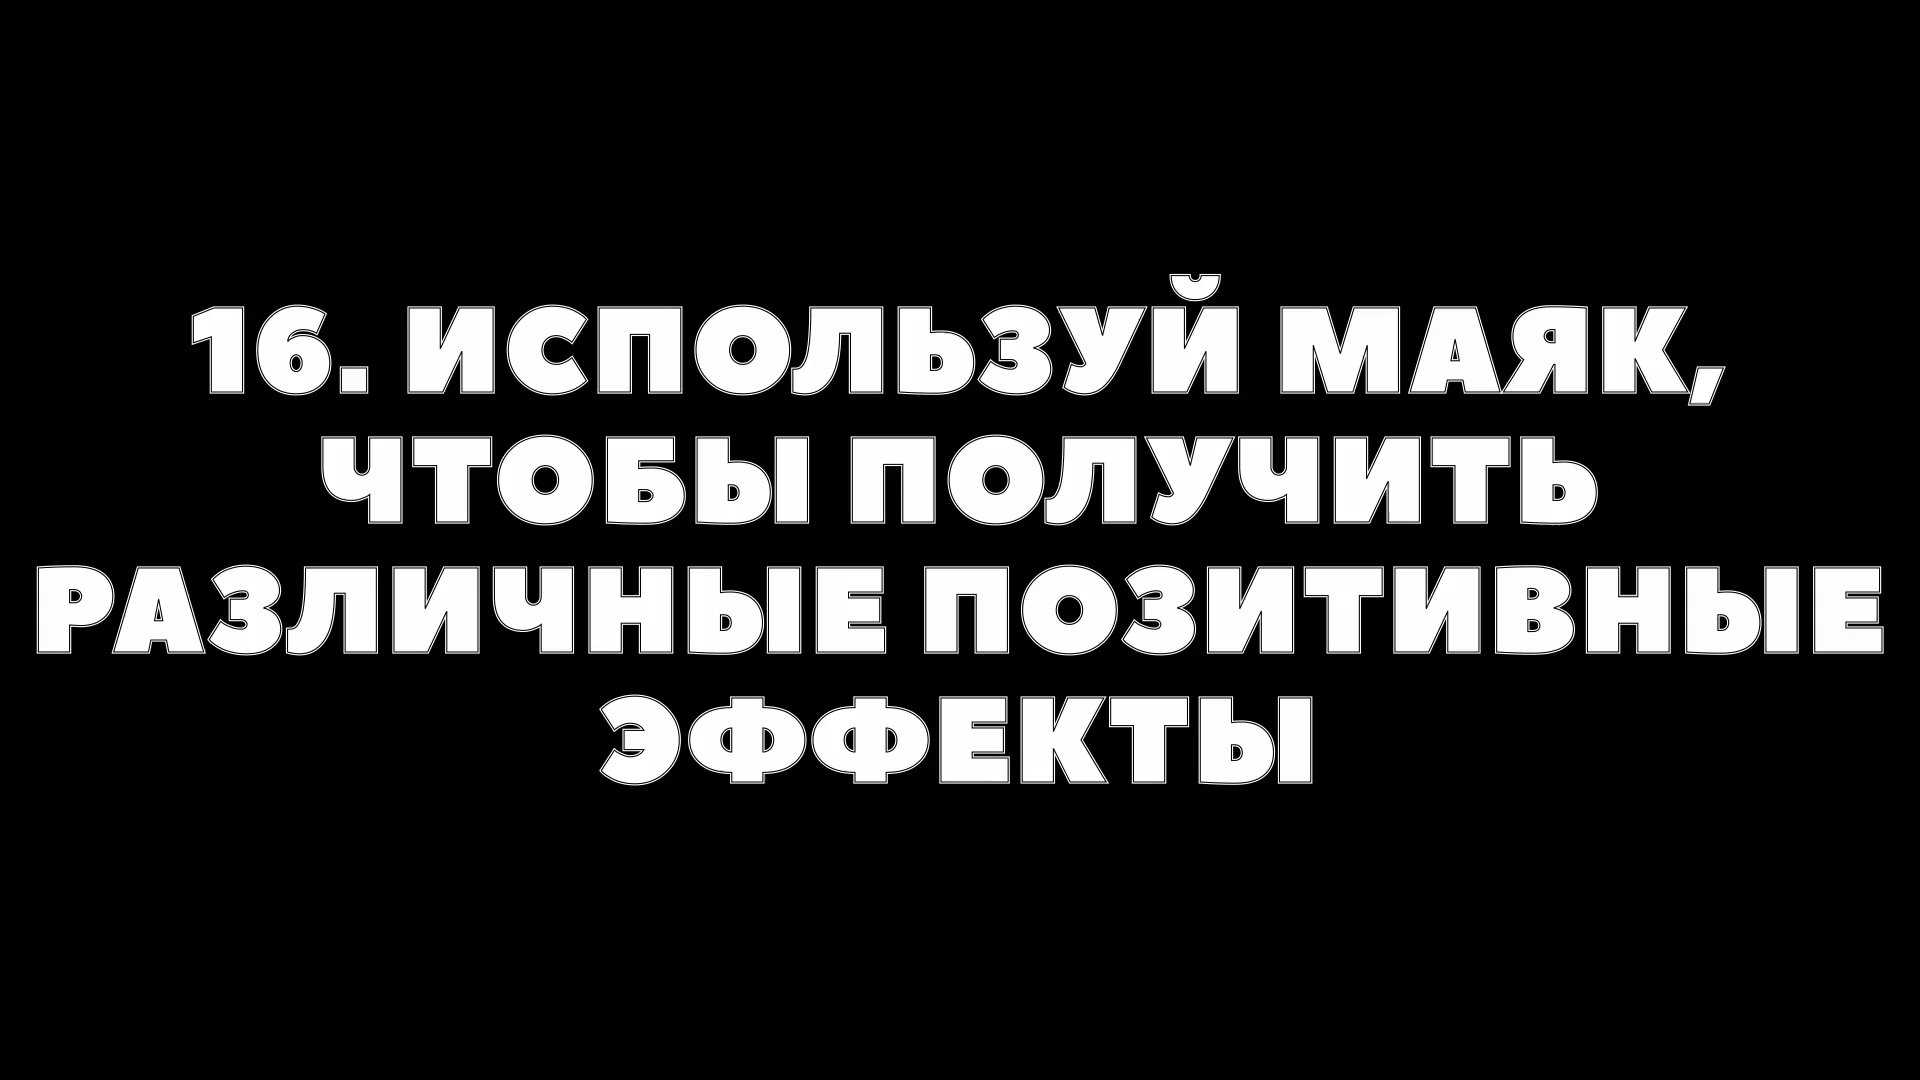 16. ИСПОЛЬЗУЙ МАЯК,
ЧТОБЫ ПОЛУЧИТЬ
РАЗЛИЧНЫЕ ПОЗИТИВНЫЕ
ЭФФЕКТЫ